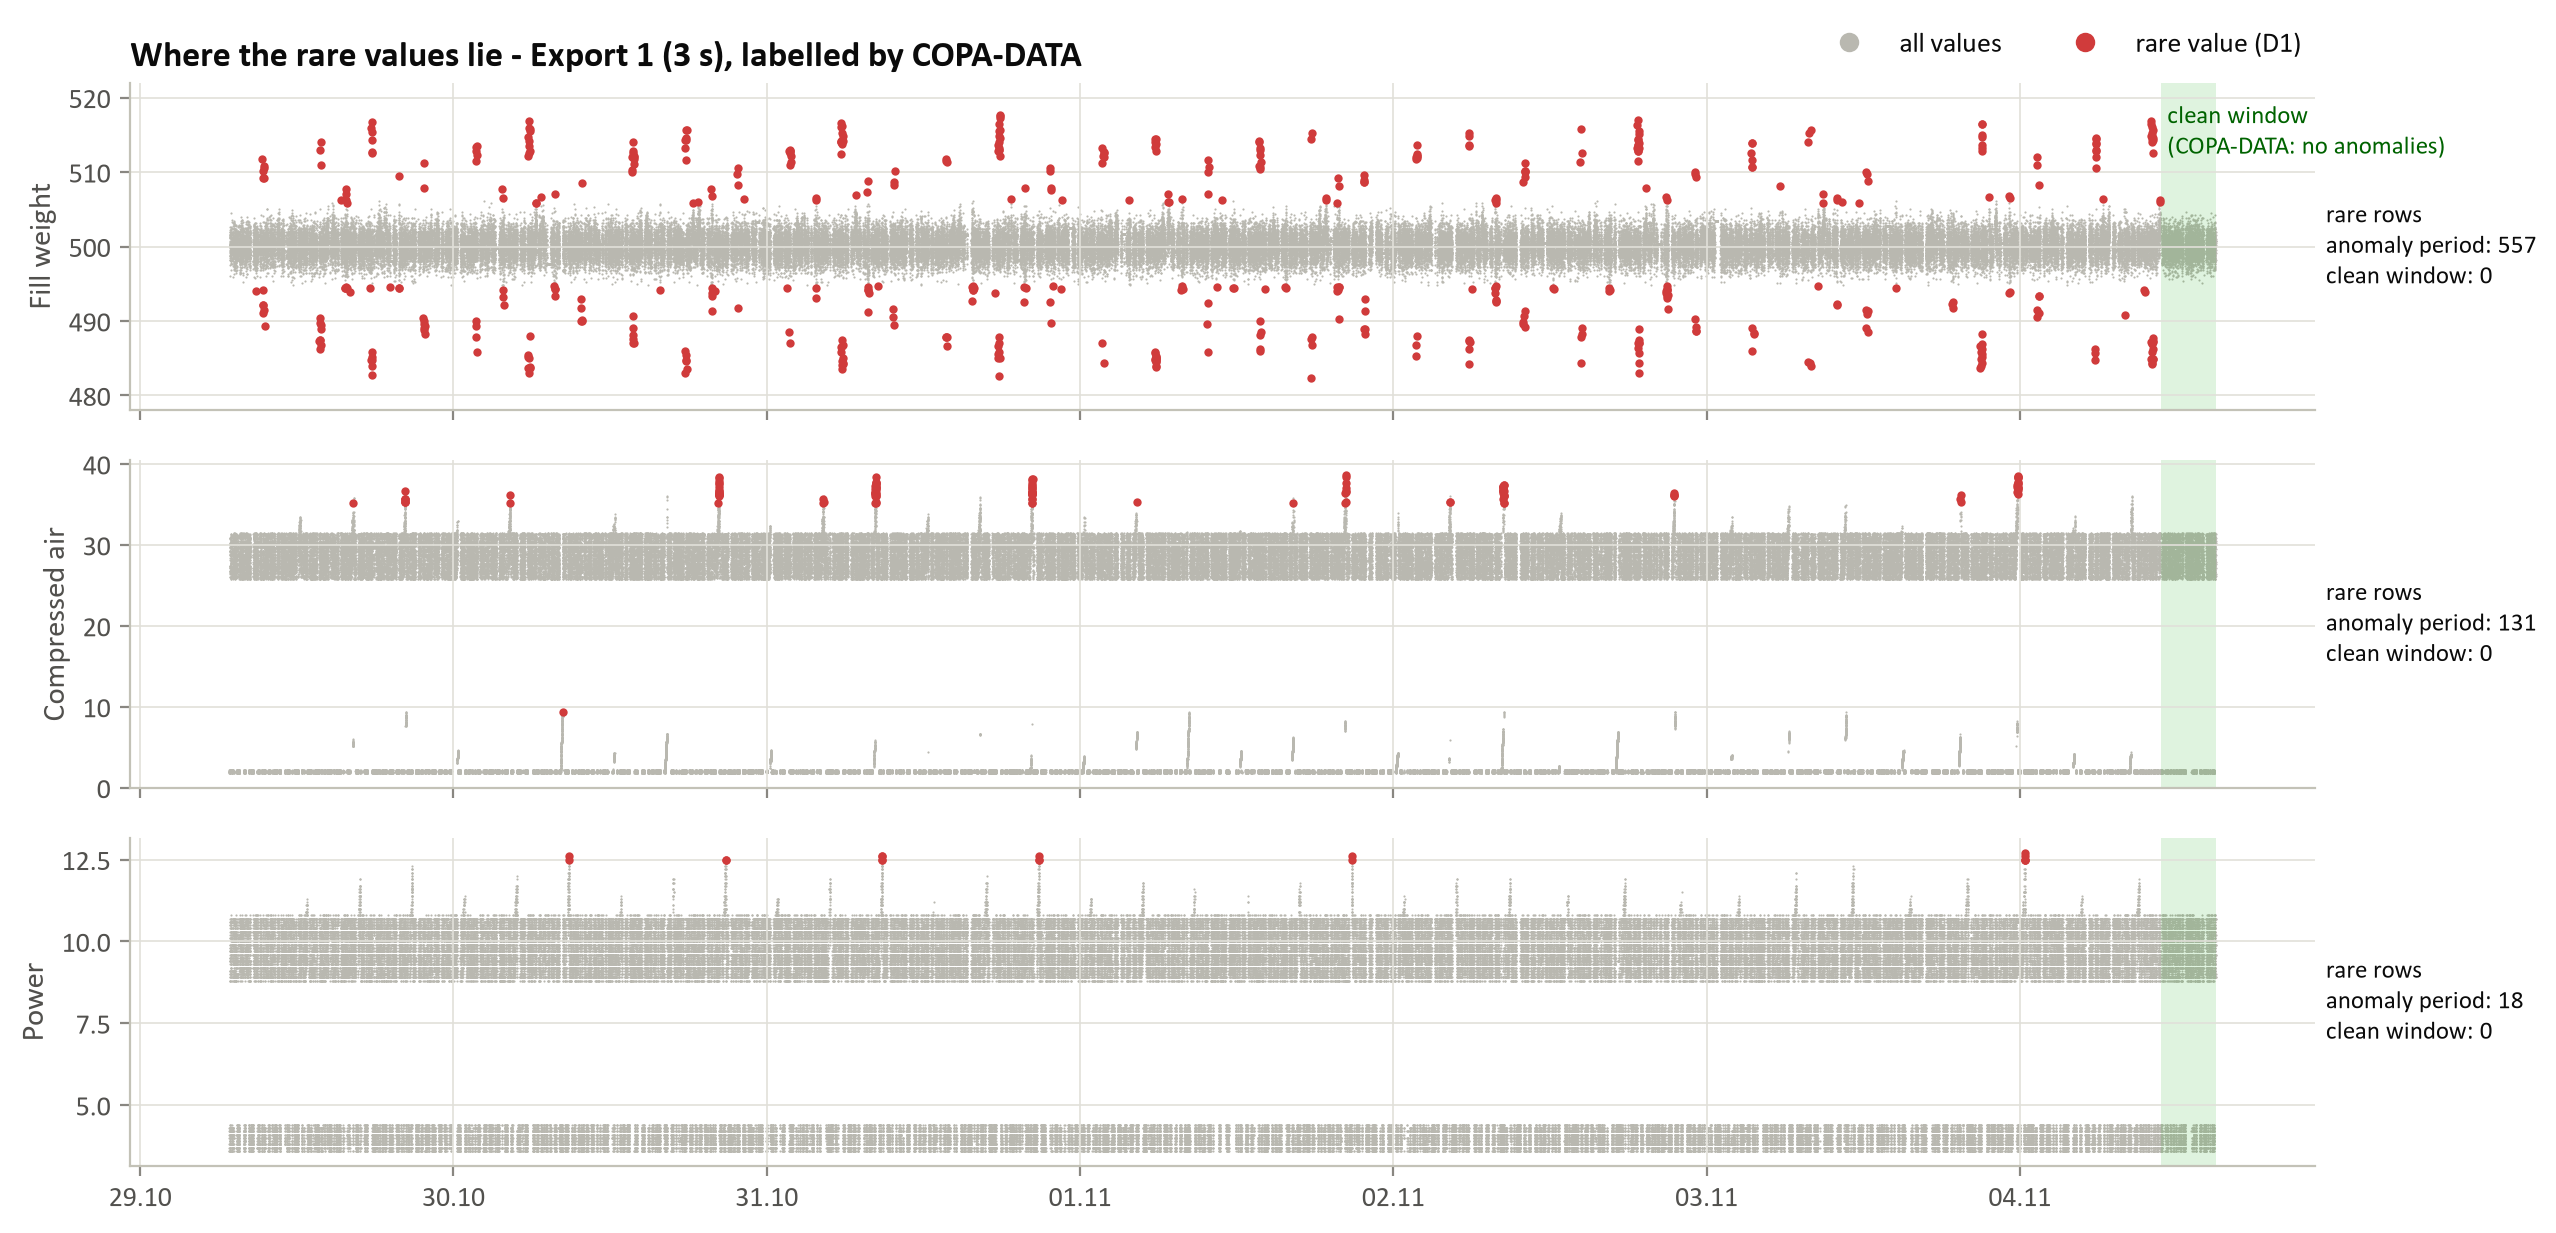 Where the rare values lie - Export 1 (3 s), labelled by COPA-DATA
all values
rare value (D1)
520
510
500
490
480
Fill weight
clean window
(COPA-DATA: no anomalies)
rare rows
anomaly period: 557
clean window: 0
40
30
20
10
0
Compressed air
rare rows
anomaly period: 131
clean window: 0
12.5
10.0
7.5
5.0
Power
rare rows
anomaly period: 18
clean window: 0
29.10
30.10
31.10
01.11
02.11
03.11
04.11